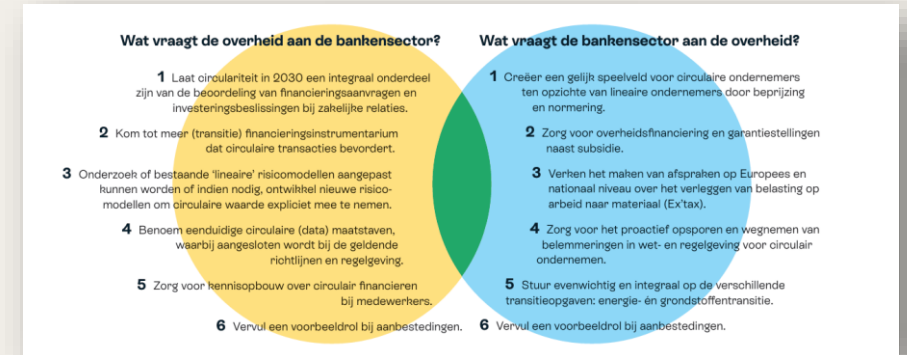 Wat vraagt de overheid aan de bankensector?
1 Laat circulariteit in 2030 een integraal onderdeel
zijn van de beoordeling van financieringsaanvragen en
investeringsbeslissingen bij zakelijke relaties.
2 Kom tot meer (transitie) financieringsinstrumentarium
dat circulaire transacties bevordert.
3 Onderzoek of bestaande ‘lineaire’ risicomodellen aangepast
kunnen worden of indien nodig, ontwikkel nieuwe risico-
modellen om circulaire waarde expliciet mee te nemen.
4 Benoem eenduidige circulaire (data) maatstaven,
waarbij aangesloten wordt bij de geldende
richtlijnen en regelgeving.
5 Zorg voor kennisopbouw over circulair financieren
bij medewerkers.
6 Vervul een voorbeeldrol bij aanbestedingen.
Wat vraagt de bankensector aan de overheid?
1 Creëer een gelijk speelveld voor circulaire ondernemers
ten opzichte van lineaire ondernemers door beprijzing
en normering.
2 Zorg voor overheidsfinanciering en garantiestellingen
naast subsidie.
3 Verken het maken van afspraken op Europees en
nationaal niveau over het verleggen van belasting op
arbeid naar materiaal (Ex’tax).
4 Zorg voor het proactief opsporen en wegnemen van
belemmeringen in wet- en regelgeving voor circulair
ondernemen.
5 Stuur evenwichtig en integraal op de verschillende
transitieopgaven: energie- én grondstoffentransitie.
6 Vervul een voorbeeldrol bij aanbestedingen.